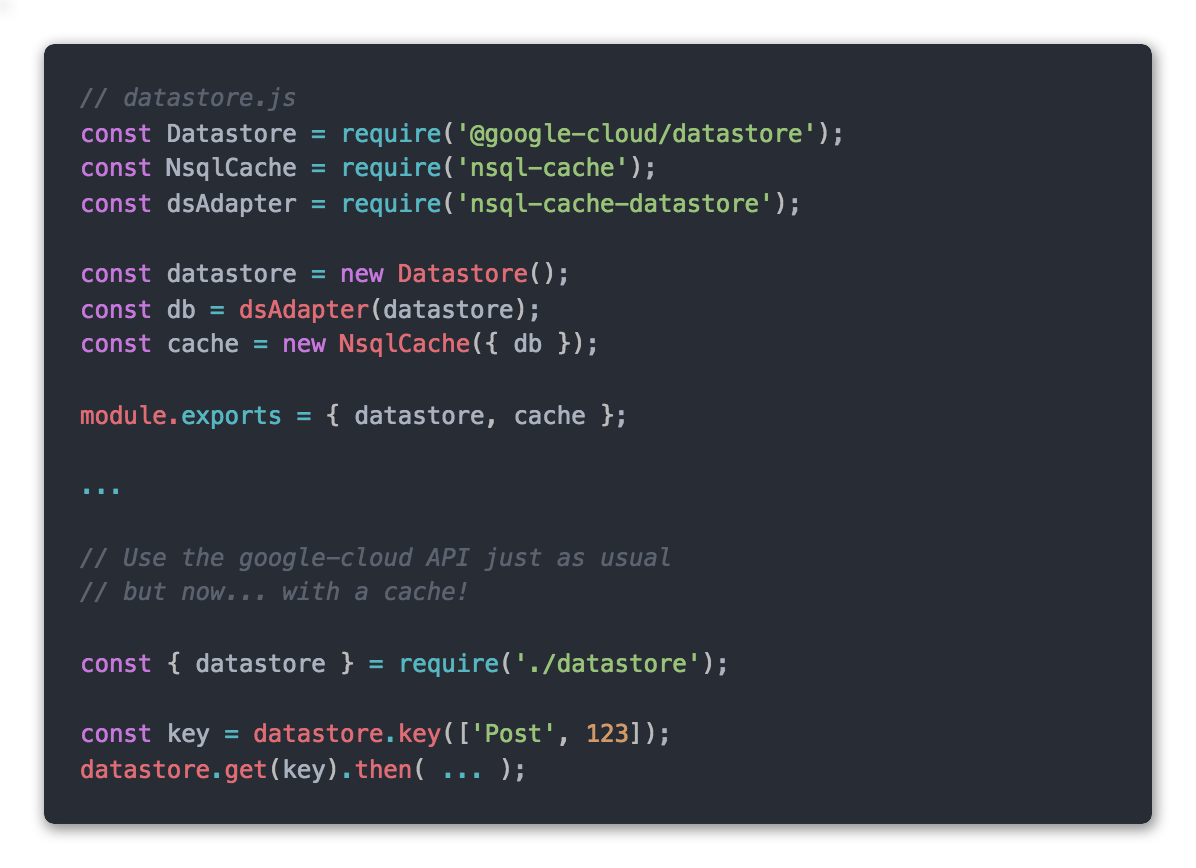 // datastore.js
const Datastore = require('@google-cloud/datastore');
const NsqlCache = require('nsql-cache');
const dsAdapter = require('nsql-cache-datastore');
const datastore = new Datastore();
const db = dsAdapter(datastore);
const cache = new NsqlCache({ db });
module.exports = { datastore, cache };
...
// Use the google-cloud API just as usual
// but now... with a cache!
const { datastore } = require('./datastore');
const key = datastore.key(['Post', 123]);
datastore.get(key).then( ... );